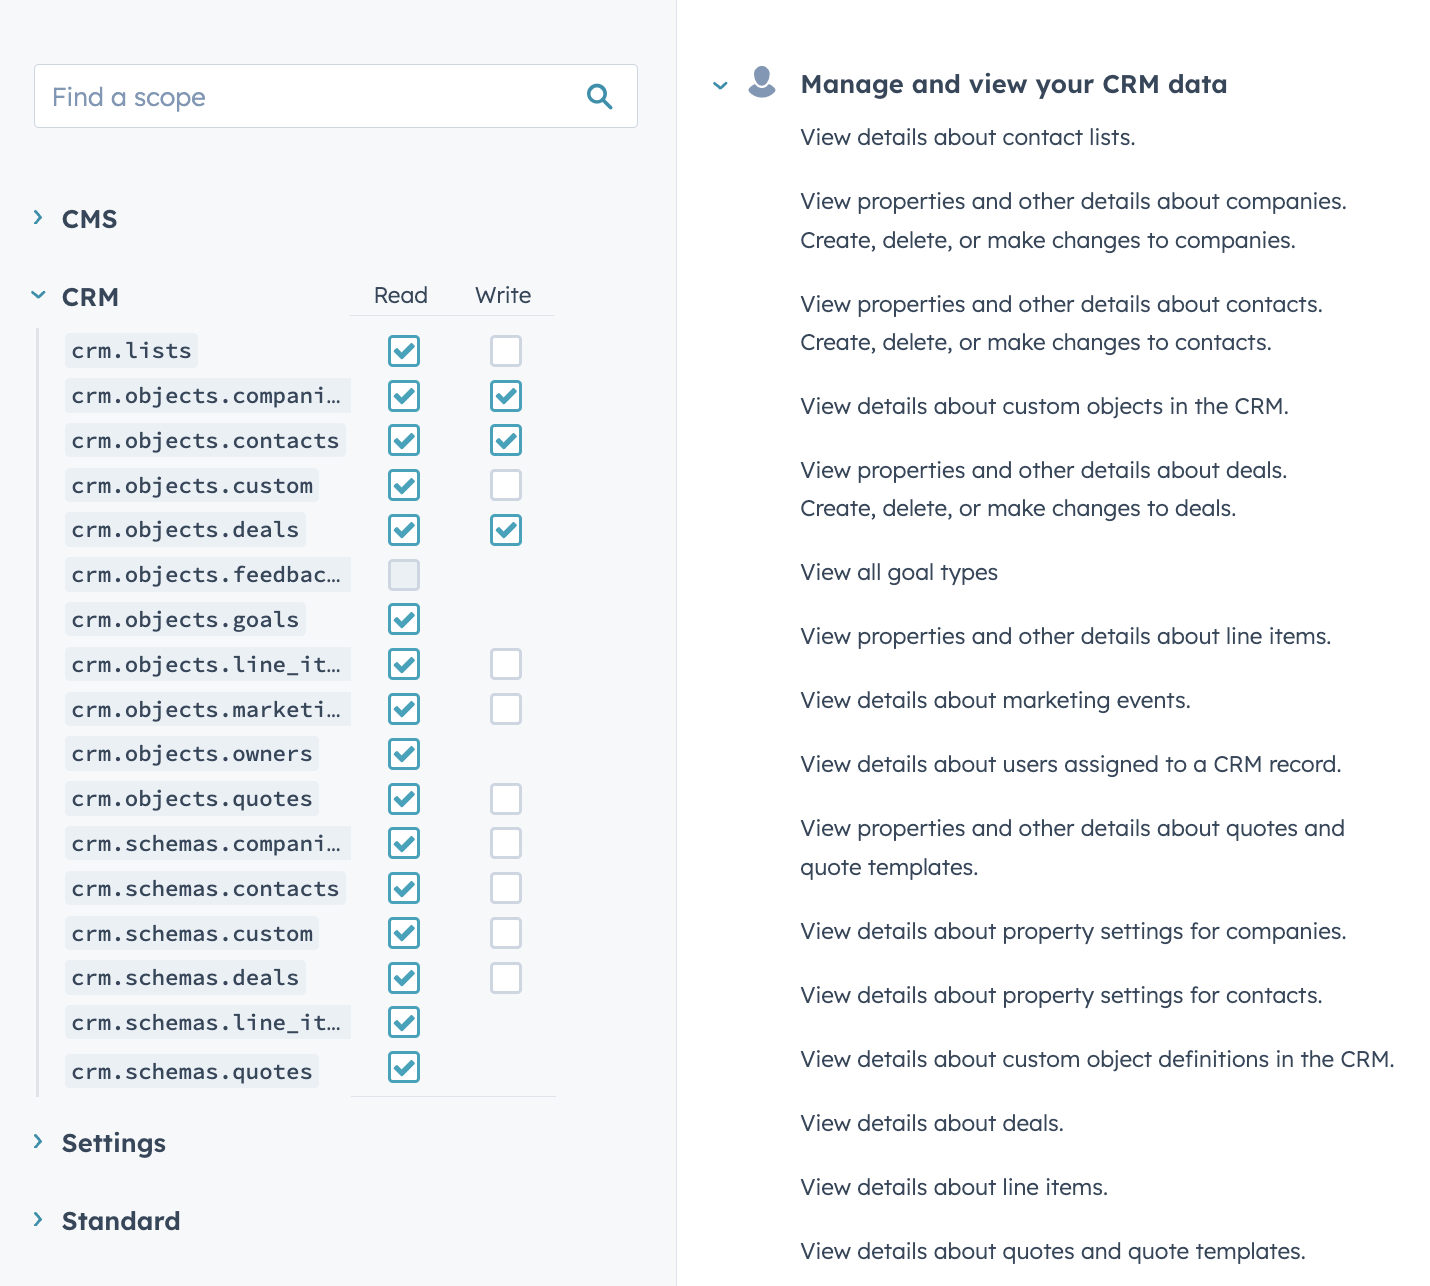 Find a scope
CMS
CRM
Read Write
crm.lists
crm.objects.compani…
crm.objects.contacts
crm.objects.custom
crm.objects.deals
crm.objects.feedbac…
crm.objects.goals
crm.objects.line_it…
crm.objects.marketi…
crm.objects.owners
crm.objects.quotes
crm.schemas.compani…
crm.schemas.contacts
crm.schemas.custom
crm.schemas.deals
crm.schemas.line_it…
crm.schemas.quotes
Settings
Standard
Manage and view your CRM data
View details about contact lists.
View properties and other details about companies.
Create, delete, or make changes to companies.
View properties and other details about contacts.
Create, delete, or make changes to contacts.
View details about custom objects in the CRM.
View properties and other details about deals.
Create, delete, or make changes to deals.
View all goal types
View properties and other details about line items.
View details about marketing events.
View details about users assigned to a CRM record.
View properties and other details about quotes and
quote templates.
View details about property settings for companies.
View details about property settings for contacts.
View details about custom object definitions in the CRM.
View details about deals.
View details about line items.
View details about quotes and quote templates.